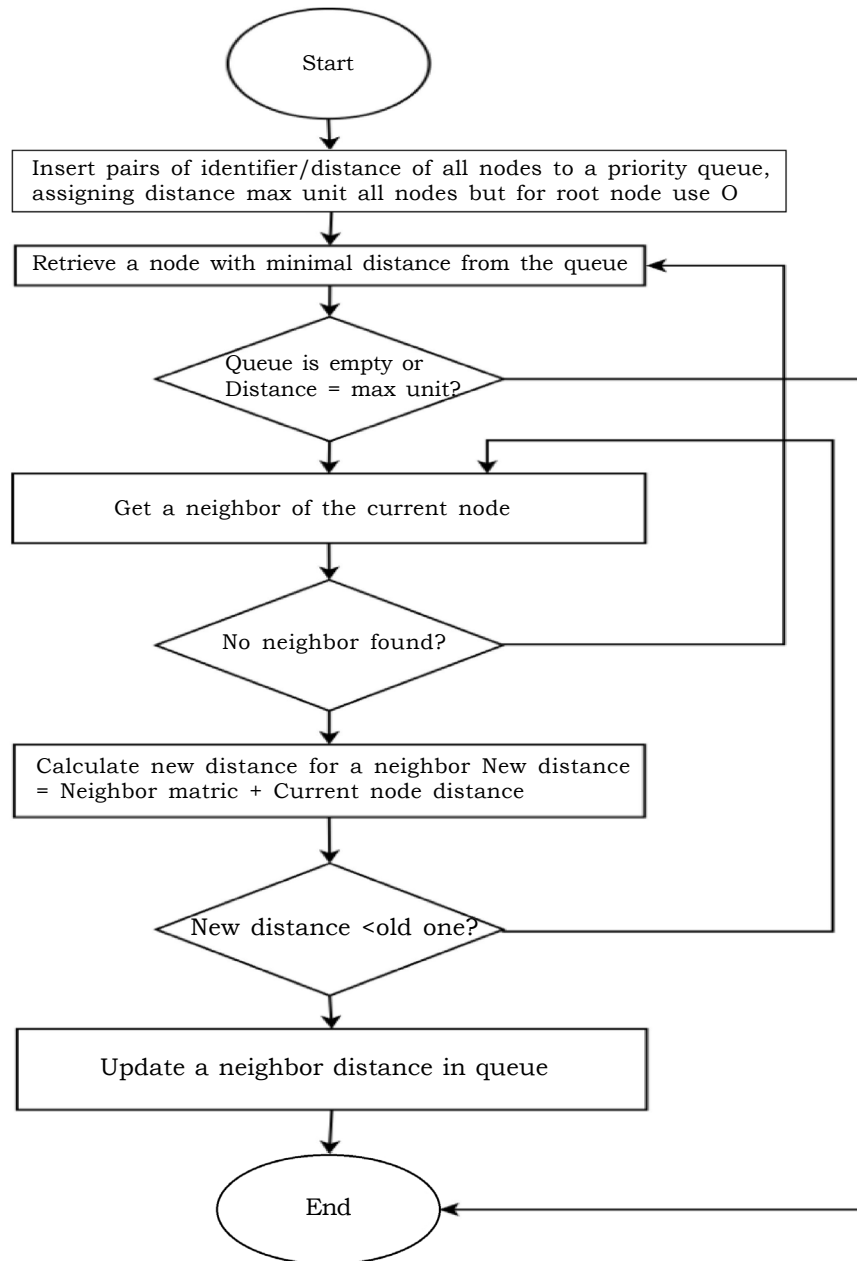 Start
Insert pairs of identifier/distance of all nodes to a priority queue,
assigning distance max unit all nodes but for root node use O
Retrieve a node with minimal distance from the queue
Queue is empty or
Distance = max unit?
Get a neighbor of the current node
No neighbor found?
Calculate new distance for a neighbor New distance
= Neighbor matric + Current node distance
New distance <old one?
Update a neighbor distance in queue
End